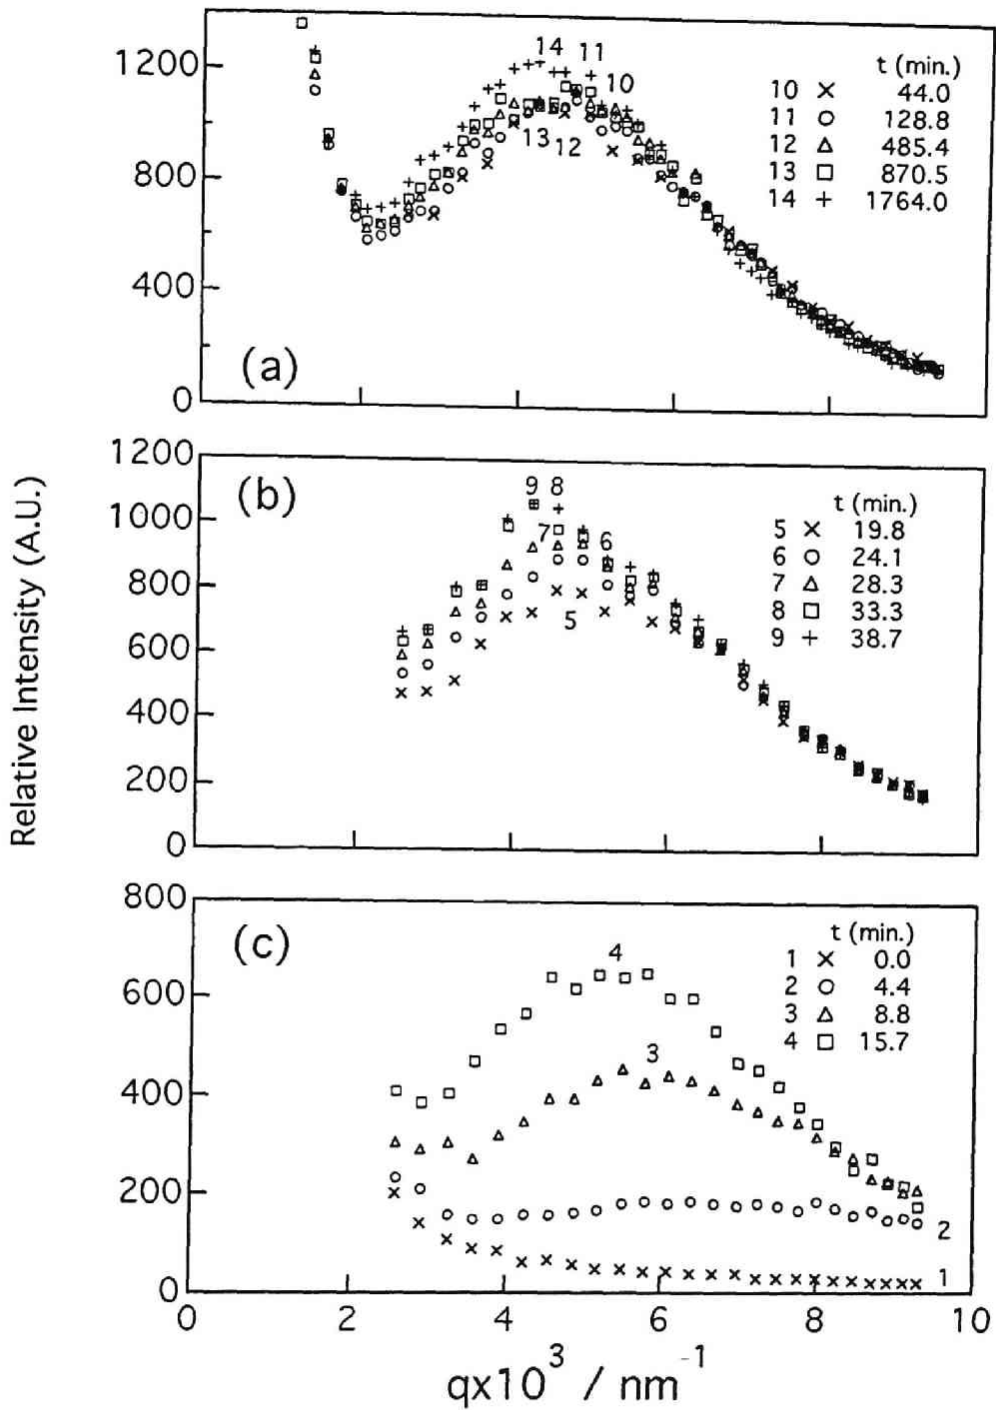 t (min.)
10 × 44.0
11 ○ 128.8
12 △ 485.4
13 □ 870.5
14 + 1764.0
14 11
10
13 12
1200
800
400
0
(a)
Relative Intensity (A.U.)
(b)
1200
1000
800
600
400
200
0
9 8
7 6
5
t (min.)
5 × 19.8
6 ○ 24.1
7 △ 28.3
8 □ 33.3
9 + 38.7
(c)
800
600
400
200
0
4
3
2
1
t (min.)
1 × 0.0
2 ○ 4.4
3 △ 8.8
4 □ 15.7
0 2 4 6 8 10
qx10³ / nm⁻¹